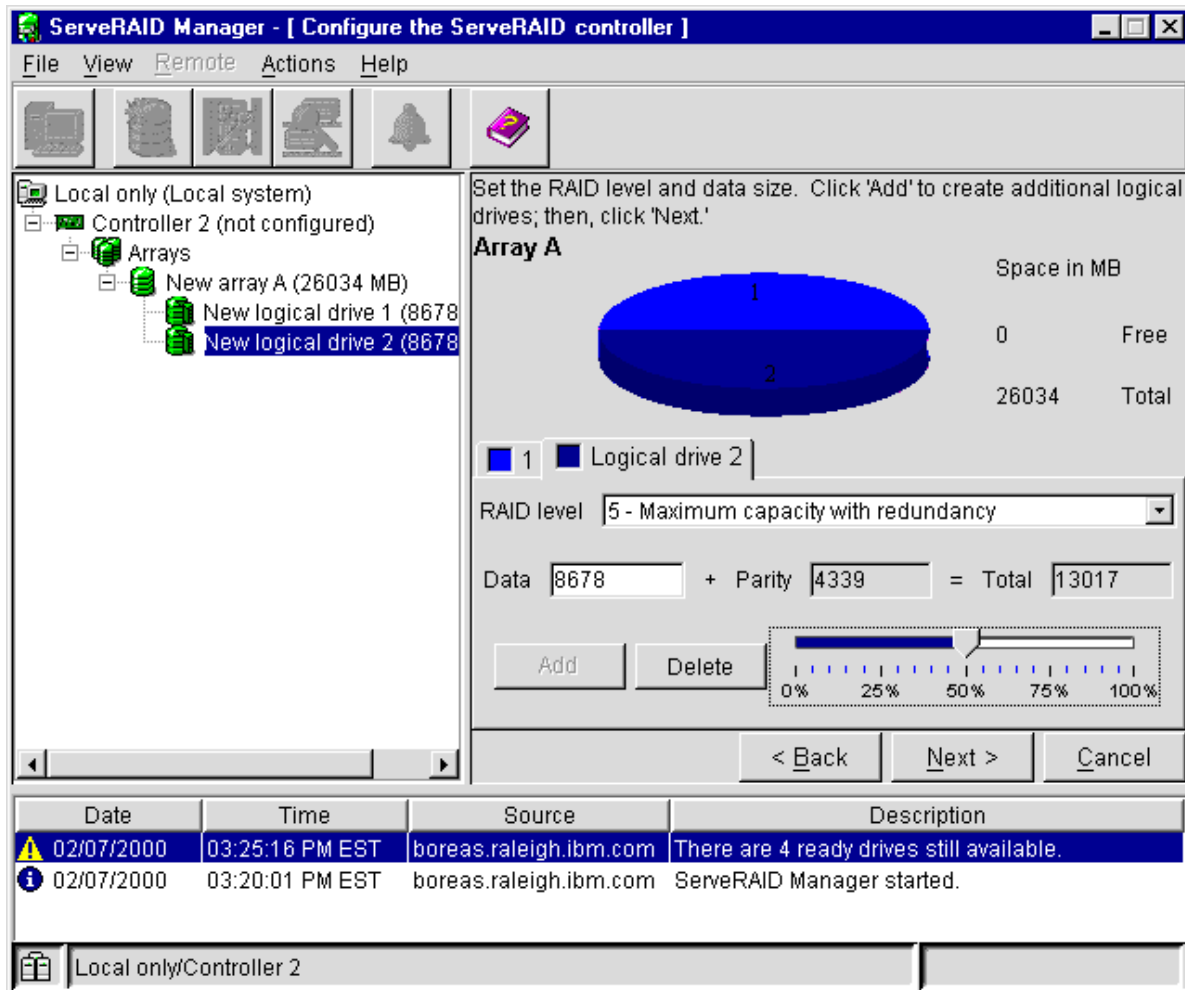 ServeRAID Manager - [ Configure the ServeRAID controller ]
File View Remote Actions Help
Local only (Local system)
Controller 2 (not configured)
Arrays
New array A (26034 MB)
New logical drive 1 (8678
New logical drive 2 (8678
Set the RAID level and data size. Click 'Add' to create additional logical
drives; then, click 'Next.'
Array A
1
2
Space in MB
0 Free
26034 Total
1 Logical drive 2
RAID level 5 - Maximum capacity with redundancy
Data 8678 + Parity 4339 = Total 13017
Add Delete
0% 25% 50% 75% 100%
< Back Next > Cancel
Date Time Source Description
02/07/2000 03:25:16 PM EST boreas.raleigh.ibm.com There are 4 ready drives still available.
02/07/2000 03:20:01 PM EST boreas.raleigh.ibm.com ServeRAID Manager started.
Local only/Controller 2